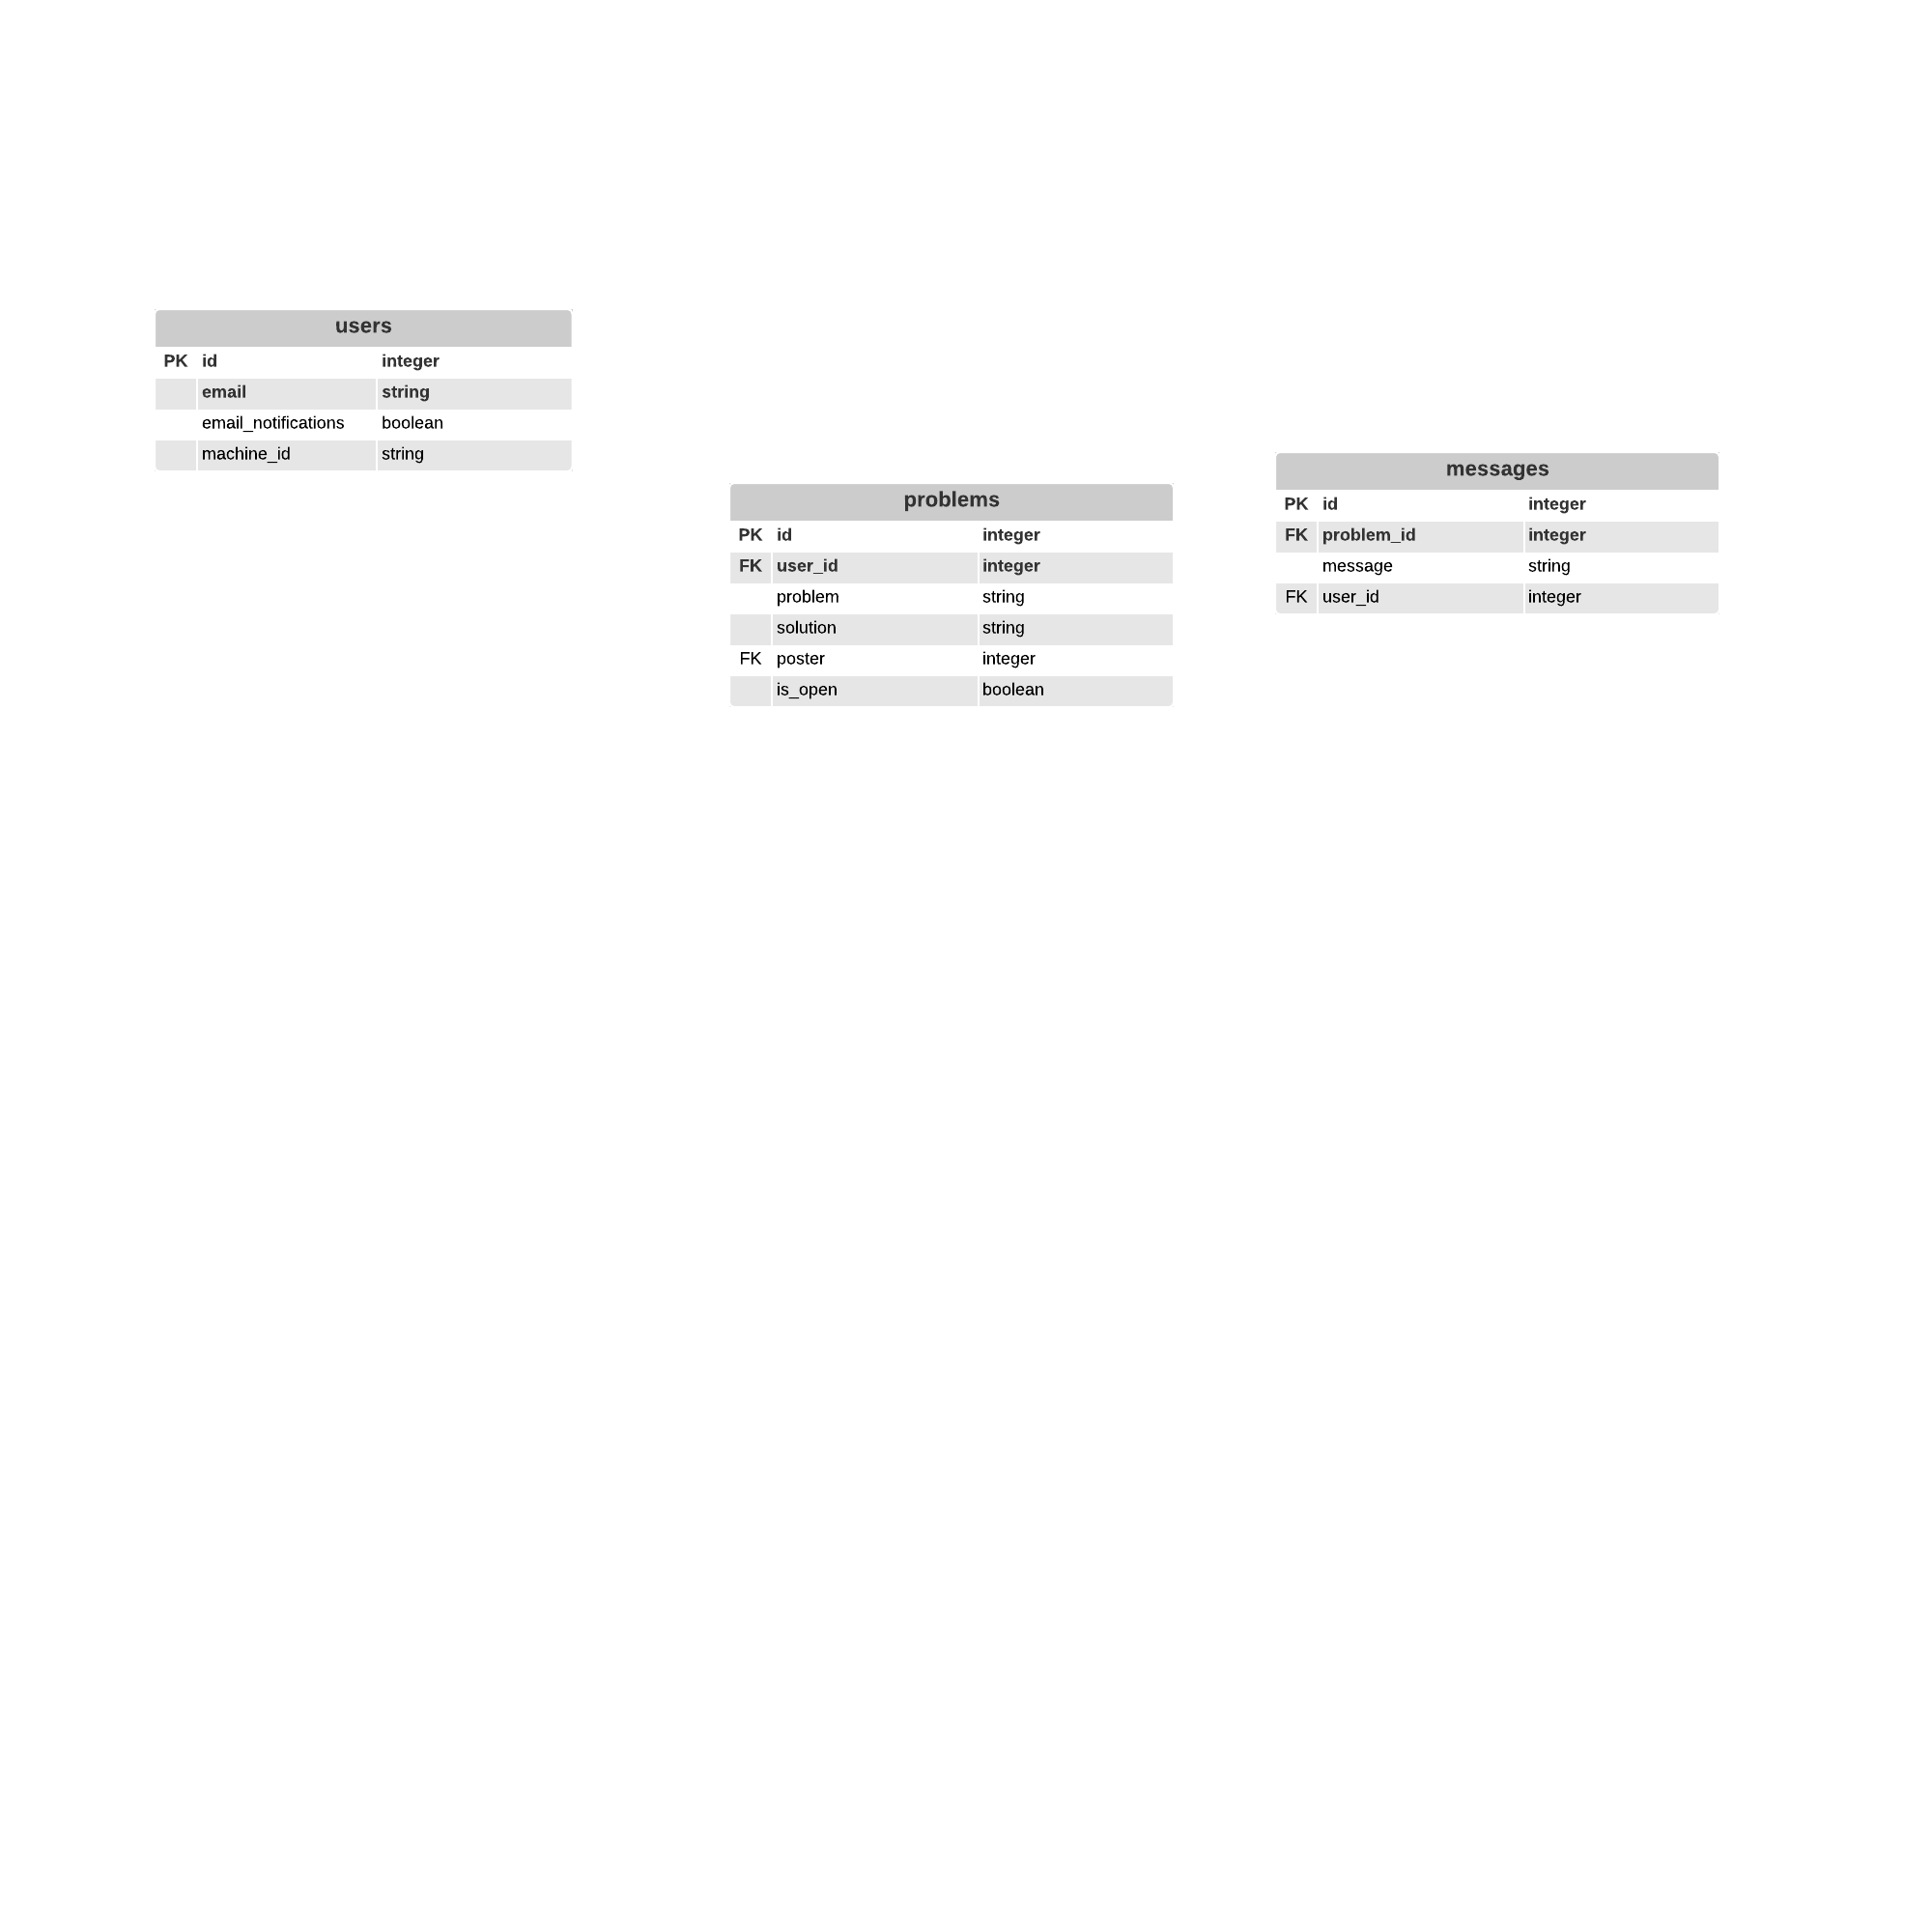 users
PK id integer
email string
email_notifications boolean
machine_id string
problems
PK id integer
FK user_id integer
problem string
solution string
FK poster integer
is_open boolean
messages
PK id integer
FK problem_id integer
message string
FK user_id integer